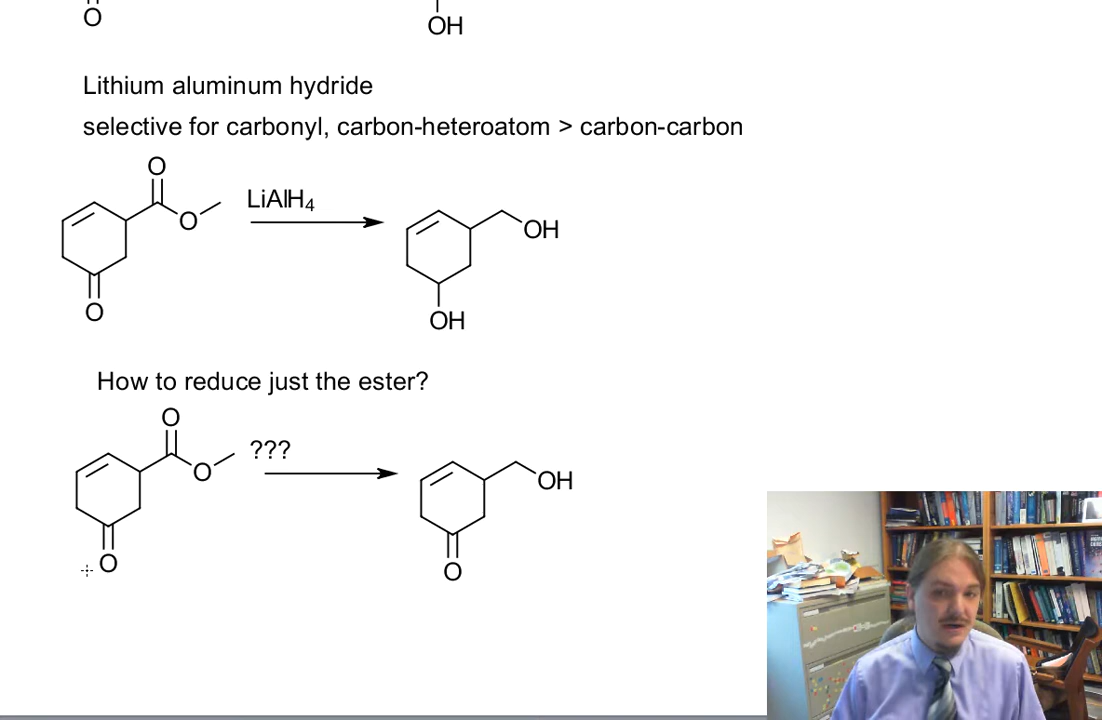 O
OH
Lithium aluminum hydride
selective for carbonyl, carbon-heteroatom > carbon-carbon
O
O
LiAlH4
OH
O
OH
How to reduce just the ester?
O
O
???
OH
O
O